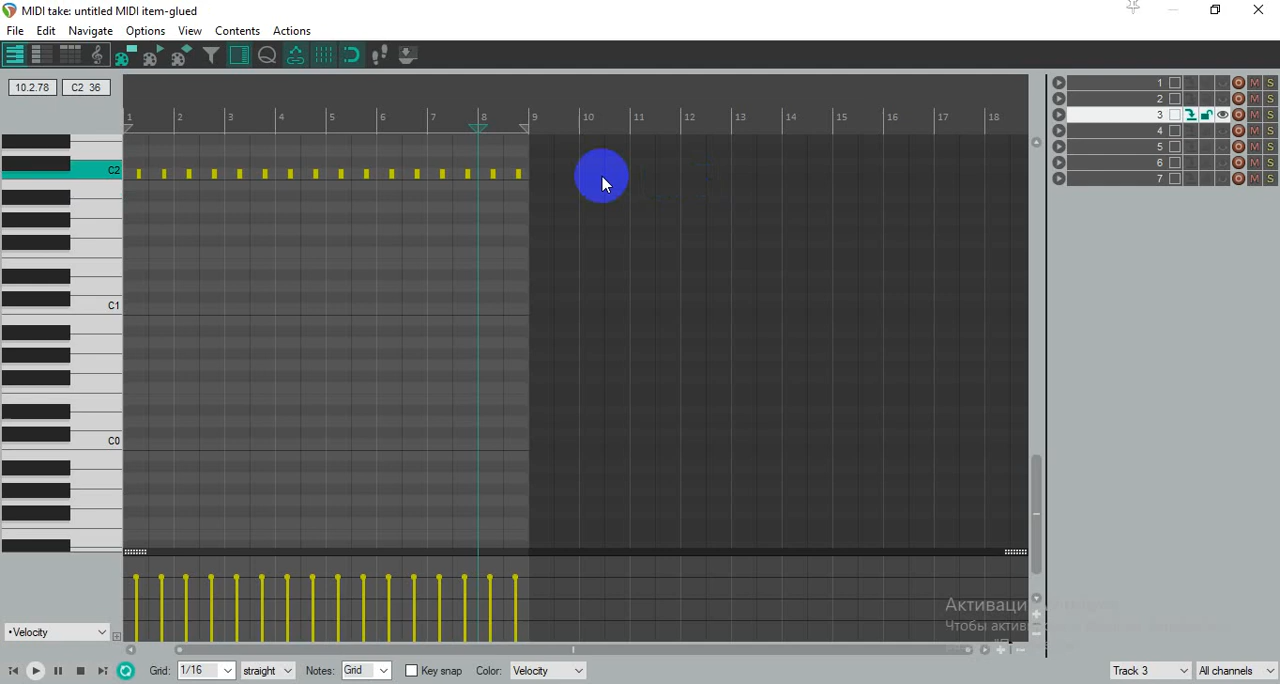 MIDI take: untitled MIDI item-glued
File Edit Navigate Options View Contents Actions
10.2.78 C2 36
1 2 3 4 5 6 7 8 9 10 11 12 13 14 15 16 17 18
C2
C1
C0
1 M S
2 M S
3 M S
4 M S
5 M S
6 M S
7 M S
Активаци
Чтобы актив
•Velocity
Grid: 1/16 straight Notes: Grid Key snap Color: Velocity Track 3 All channels